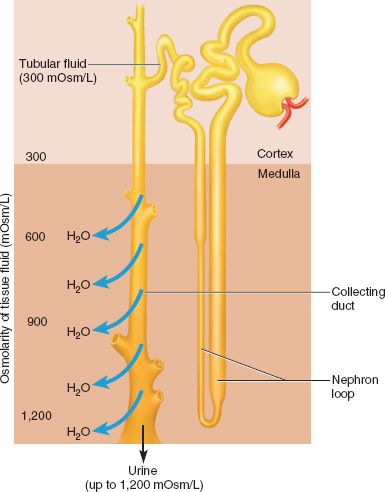 Tubular fluid
(300 mOsm/L)
Cortex
Medulla
Osmolarity of tissue fluid (mOsm/L)
300
600
900
1,200
H₂O
H₂O
H₂O
H₂O
H₂O
Collecting
duct
Nephron
loop
Urine
(up to 1,200 mOsm/L)